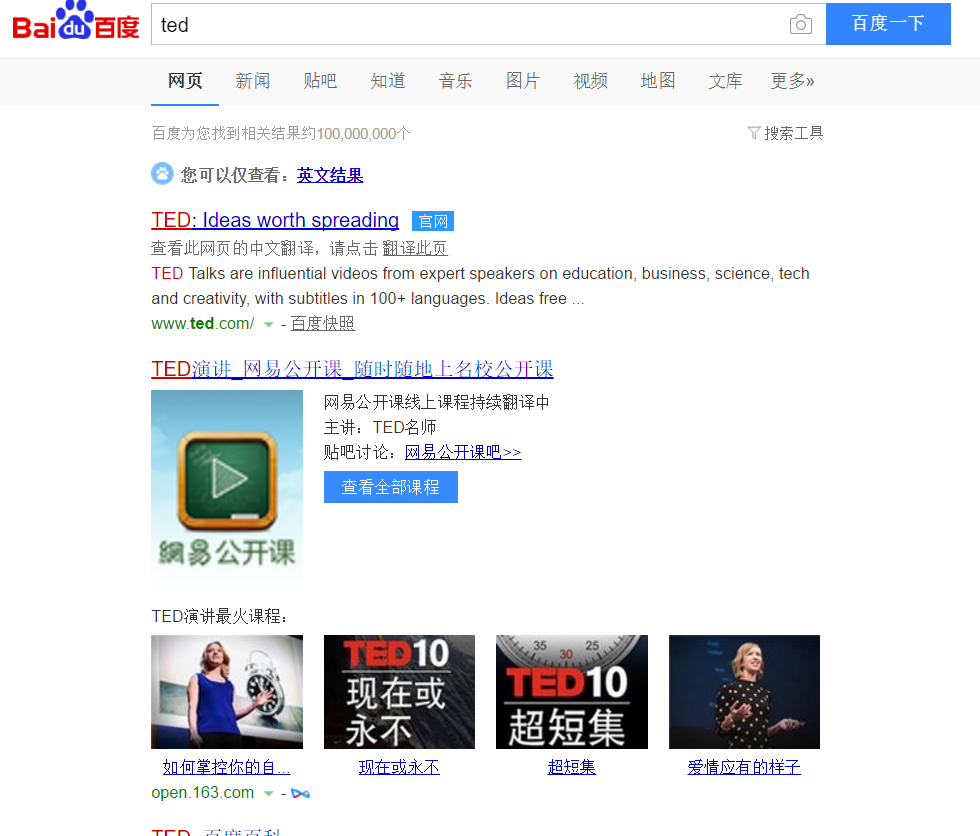 Bai du 百度
ted
百度一下
网页 新闻 贴吧 知道 音乐 图片 视频 地图 文库 更多»
百度为您找到相关结果约100,000,000个 搜索工具
您可以仅查看：英文结果
TED: Ideas worth spreading 官网
查看此网页的中文翻译，请点击 翻译此页
TED Talks are influential videos from expert speakers on education, business, science, tech
and creativity, with subtitles in 100+ languages. Ideas free ...
www.ted.com/ - 百度快照
TED演讲_网易公开课_随时随地上名校公开课
网易公开课线上课程持续翻译中
主讲：TED名师
贴吧讨论：网易公开课吧>>
查看全部课程
網易公开课
TED演讲最火课程：
TED10
现在或
永不
35 30 25
TED10
超短集
如何掌控你的自... 现在或永不 超短集 爱情应有的样子
open.163.com -
TED_百度百科